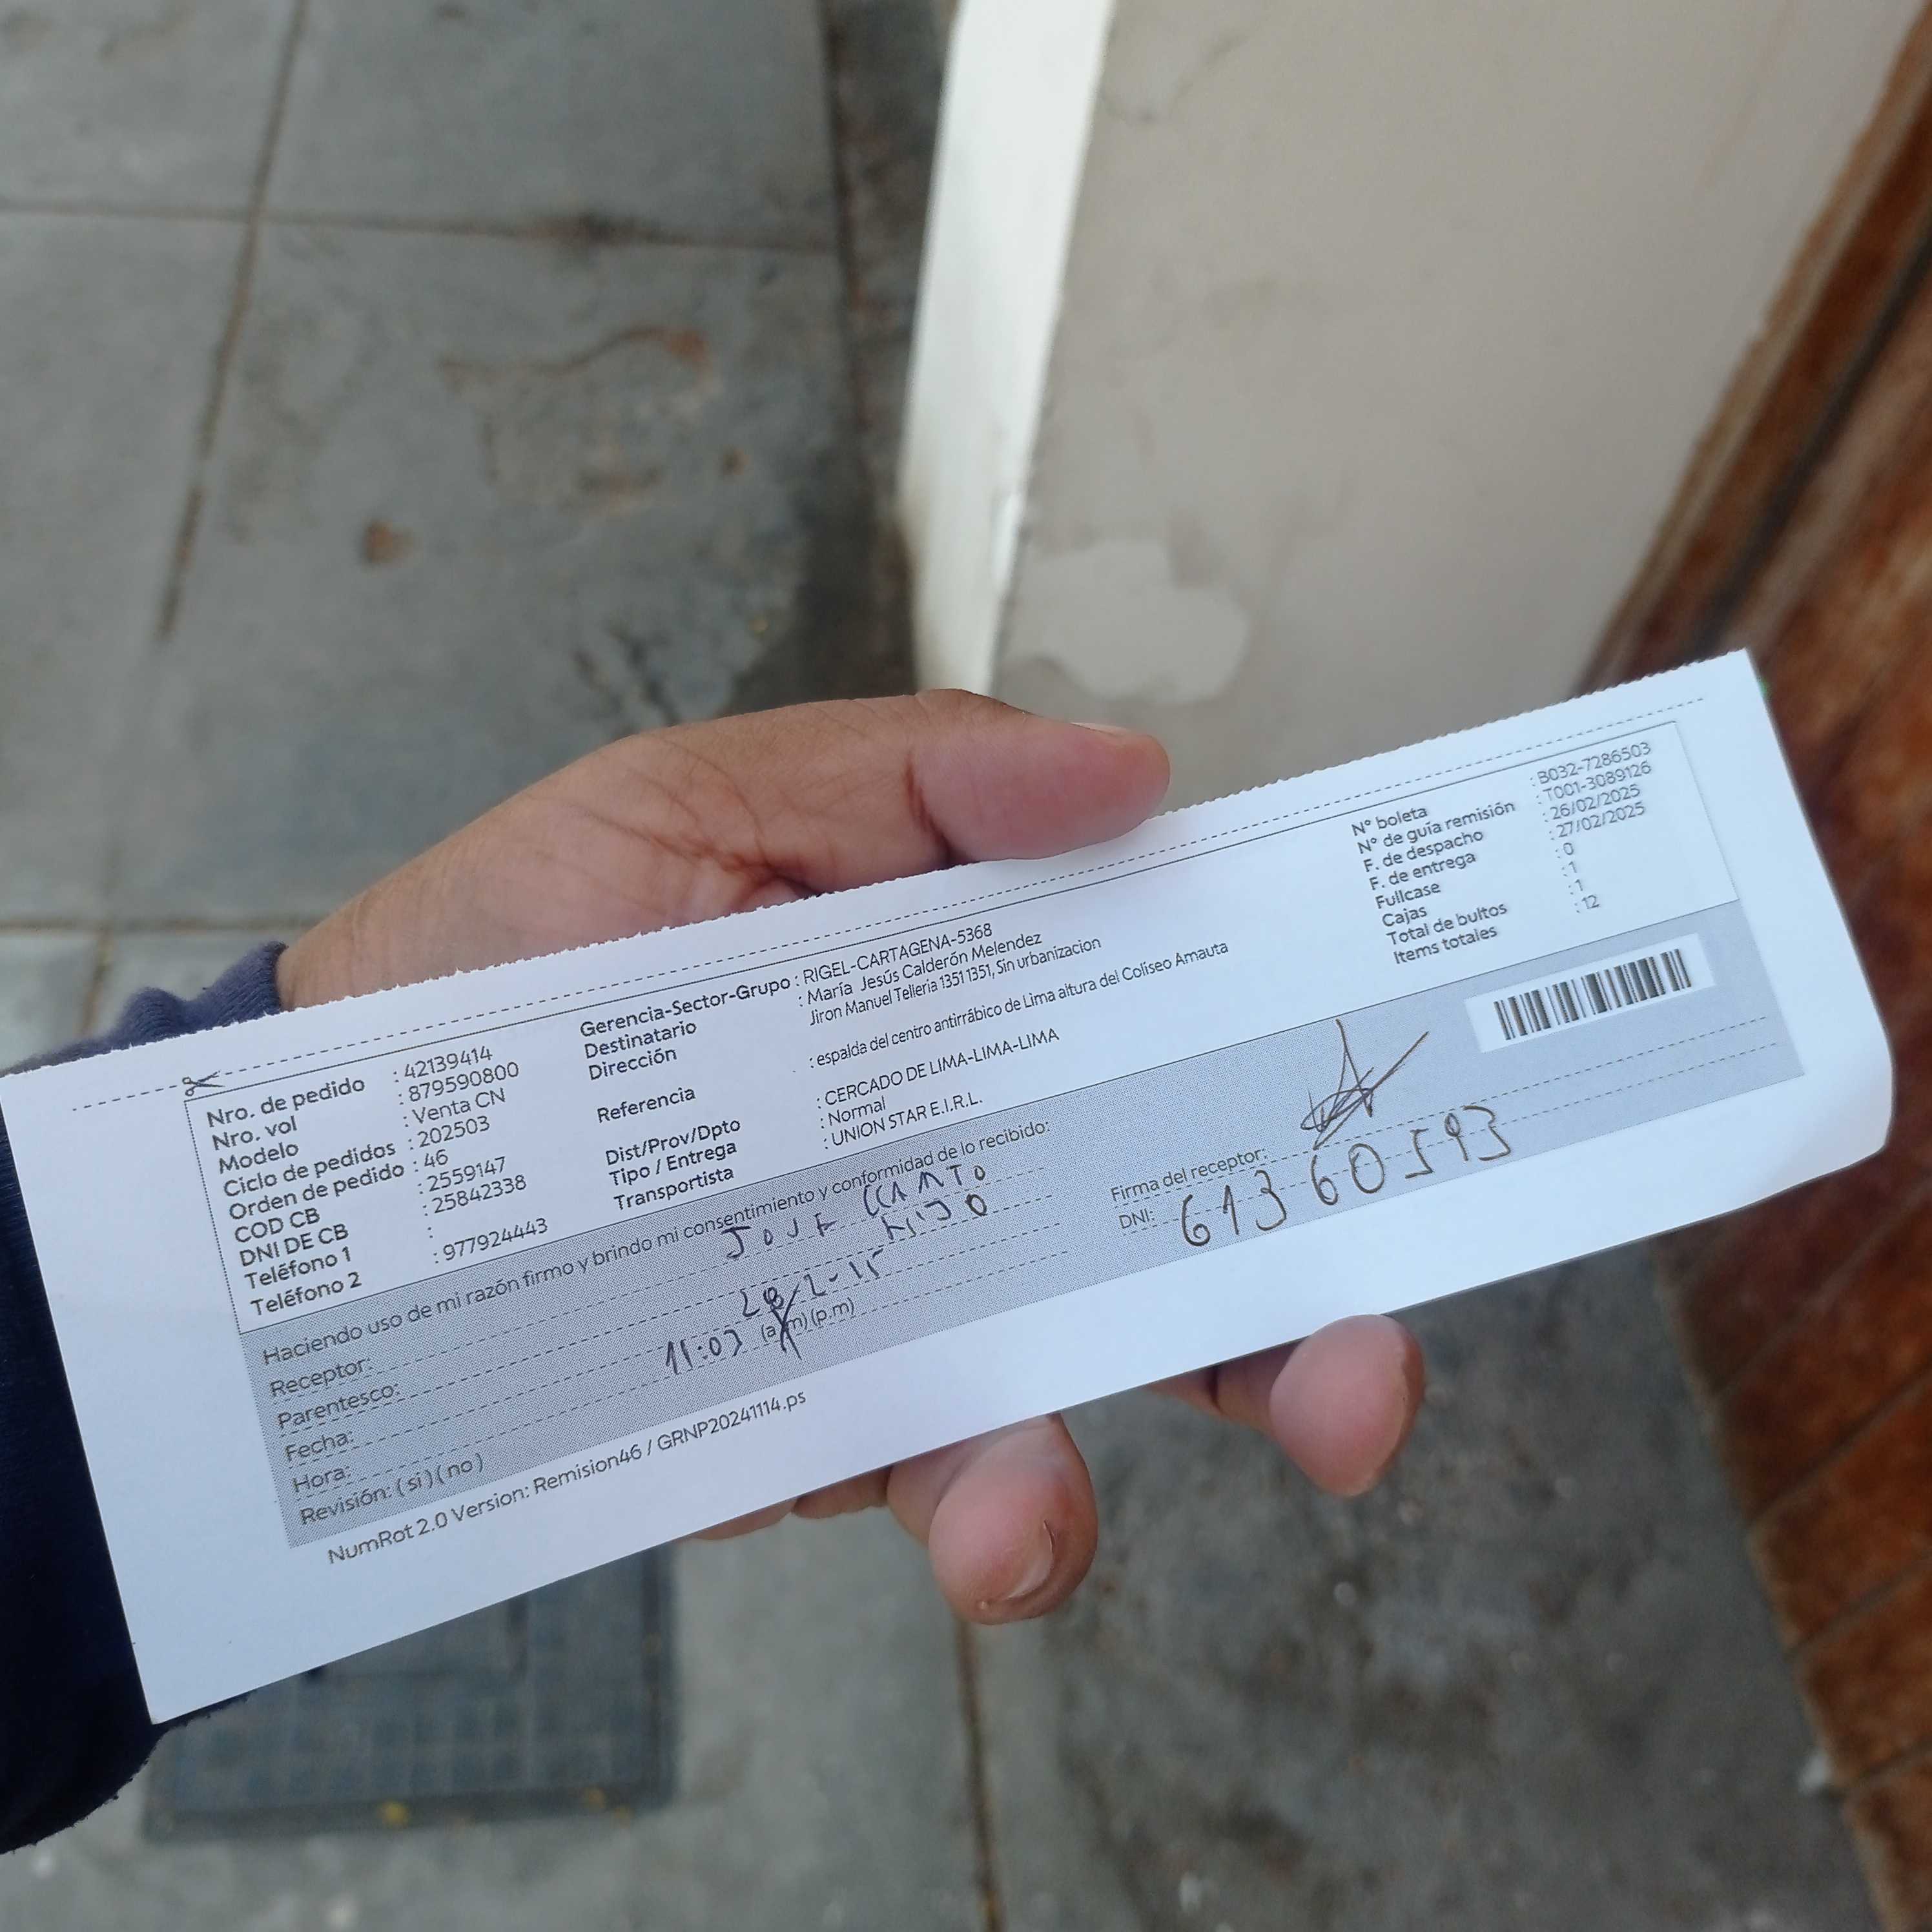 Nro. de pedido : 42139414
Nro. vol : 879590800
Modelo : Venta CN
Ciclo de pedidos : 202503
Orden de pedido : 46
COD CB : 2559147
DNI DE CB : 25842338
Teléfono 1 :
Teléfono 2 : 977924443
Gerencia-Sector-Grupo : RIGEL-CARTAGENA-5368
Destinatario : María Jesús Calderón Melendez
Dirección Jiron Manuel Telleria 1351 1351, Sin urbanizacion
Referencia : espalda del centro antirrábico de Lima altura del Coliseo Amauta
Dist/Prov/Dpto : CERCADO DE LIMA-LIMA-LIMA
Tipo / Entrega : Normal
Transportista : UNION STAR E.I.R.L.
N° boleta : B032-7286503
N° de guía remisión : T001-3089126
F. de despacho : 26/02/2025
F. de entrega : 27/02/2025
Fullcase : 0
Cajas : 1
Total de bultos : 1
Items totales : 12
Haciendo uso de mi razón firmo y brindo mi consentimiento y conformidad de lo recibido:
Receptor: JOSE CCANTO
Parentesco: HIJO
Fecha:
Hora: 11:03 (a.m) (p.m)
Revisión: ( si ) ( no )
Firma del receptor:
DNI: 61360593
NumRot 2.0 Version: Remision46 / GRNP20241114.ps